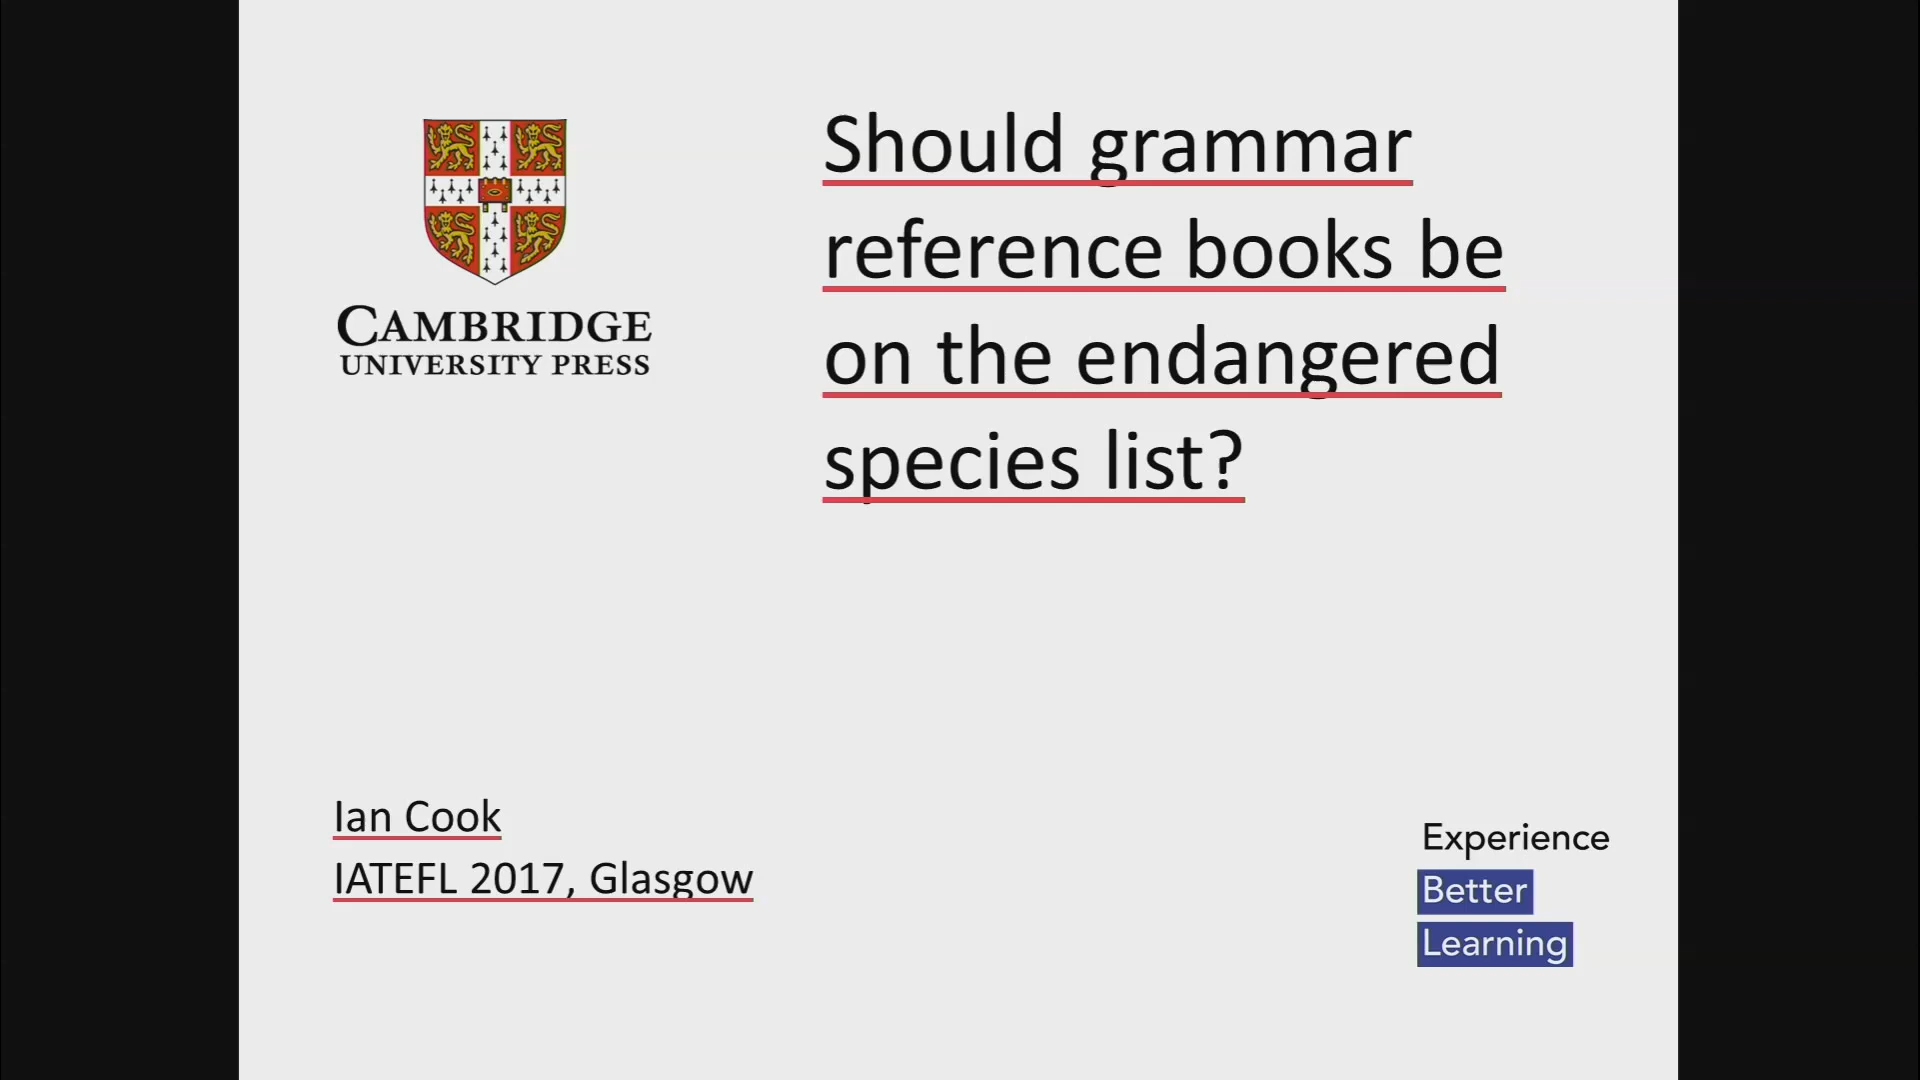 CAMBRIDGE
UNIVERSITY PRESS
Should grammar
reference books be
on the endangered
species list?
Ian Cook
IATEFL 2017, Glasgow
Experience
Better
Learning